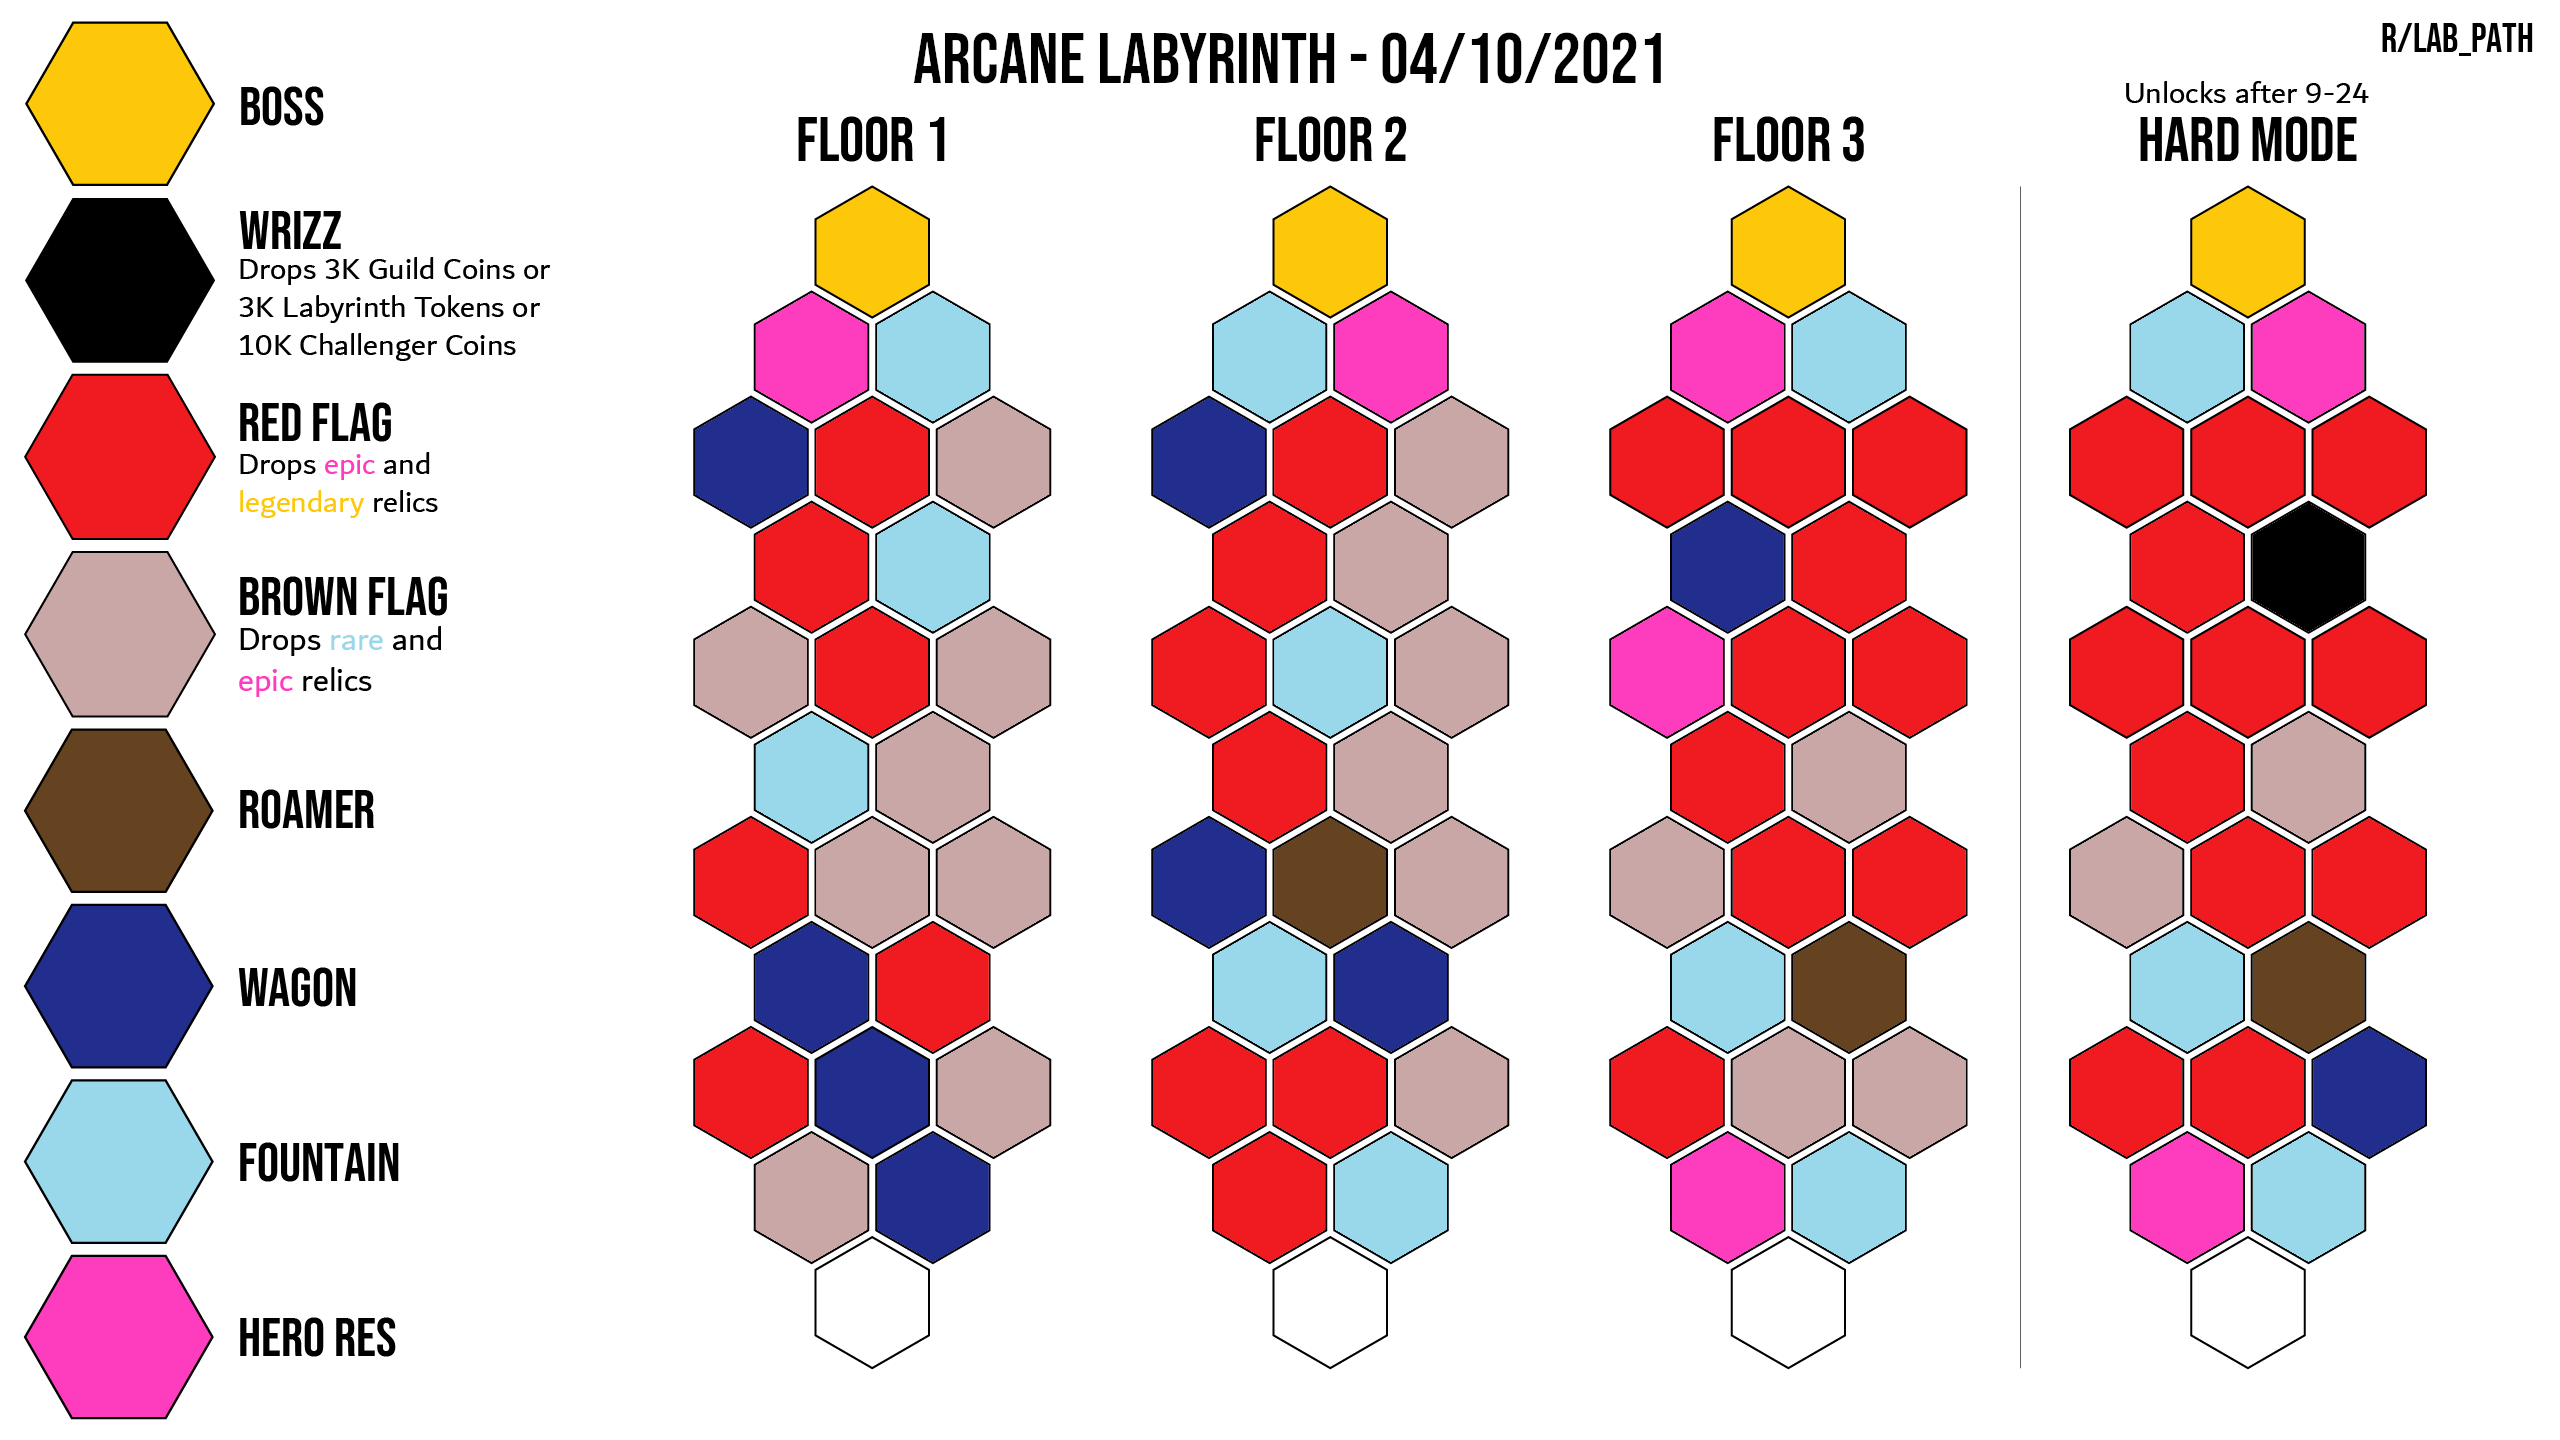 ARCANE LABYRINTH - 04/10/2021
R/LAB_PATH
BOSS
WRIZZ
Drops 3K Guild Coins or
3K Labyrinth Tokens or
10K Challenger Coins
RED FLAG
Drops epic and
legendary relics
BROWN FLAG
Drops rare and
epic relics
ROAMER
WAGON
FOUNTAIN
HERO RES
FLOOR 1
FLOOR 2
FLOOR 3
Unlocks after 9-24
HARD MODE